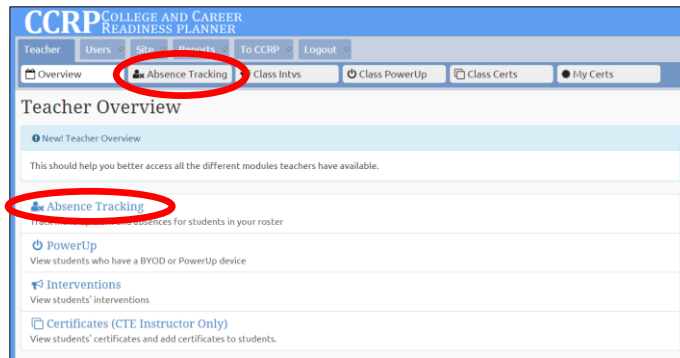 CCRP COLLEGE AND CAREER
READINESS PLANNER
Teacher Users Site Reports To CCRP Logout
Overview Absence Tracking Class Intvs Class PowerUp Class Certs My Certs
Teacher Overview
New! Teacher Overview
This should help you better access all the different modules teachers have available.
Absence Tracking
absences for students in your roster
PowerUp
View students who have a BYOD or PowerUp device
Interventions
View students' interventions
Certificates (CTE Instructor Only)
View students' certificates and add certificates to students.